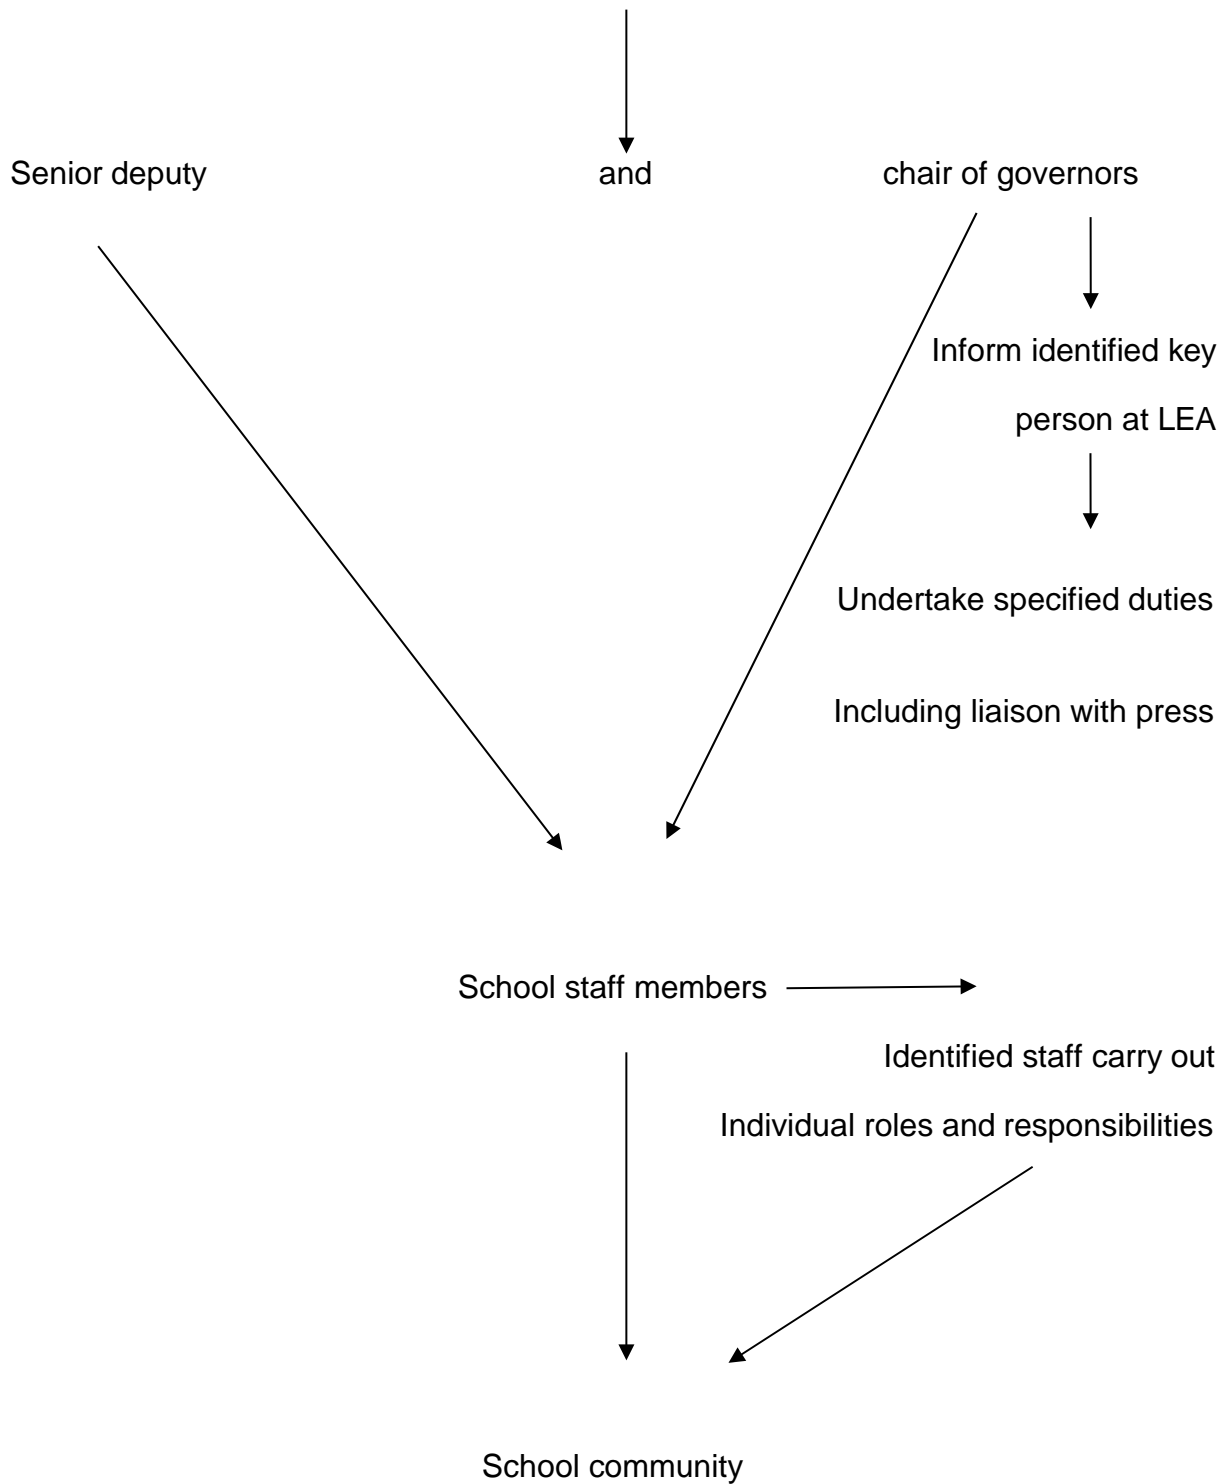 Senior deputy and chair of governors
Inform identified key
person at LEA
Undertake specified duties
Including liaison with press
School staff members
Identified staff carry out
Individual roles and responsibilities
School community